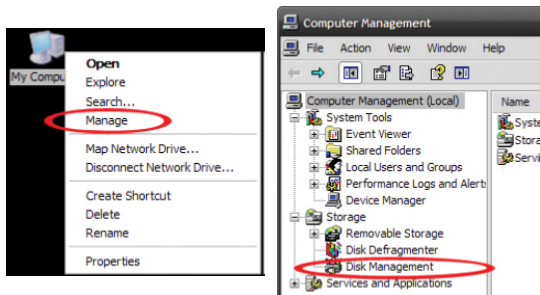 My Compu
Open
Explore
Search...
Manage
Map Network Drive...
Disconnect Network Drive...
Create Shortcut
Delete
Rename
Properties
Computer Management
File Action View Window Help
Computer Management (Local)
System Tools
Event Viewer
Shared Folders
Local Users and Groups
Performance Logs and Alert
Device Manager
Storage
Removable Storage
Disk Defragmenter
Disk Management
Services and Applications
Name
Syste
Stora
Servi